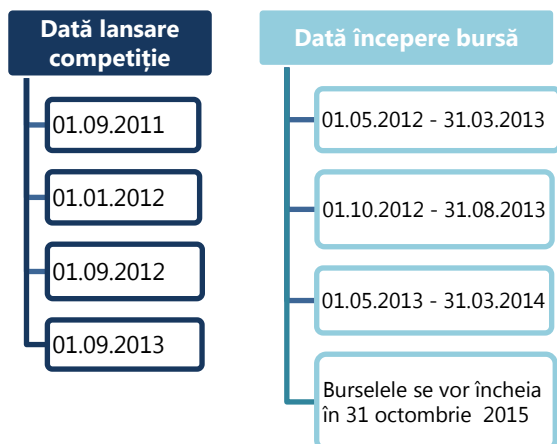 Dată lansare
competiție
01.09.2011
01.01.2012
01.09.2012
01.09.2013
Dată începere bursă
01.05.2012 - 31.03.2013
01.10.2012 - 31.08.2013
01.05.2013 - 31.03.2014
Burselele se vor încheia
în 31 octombrie 2015